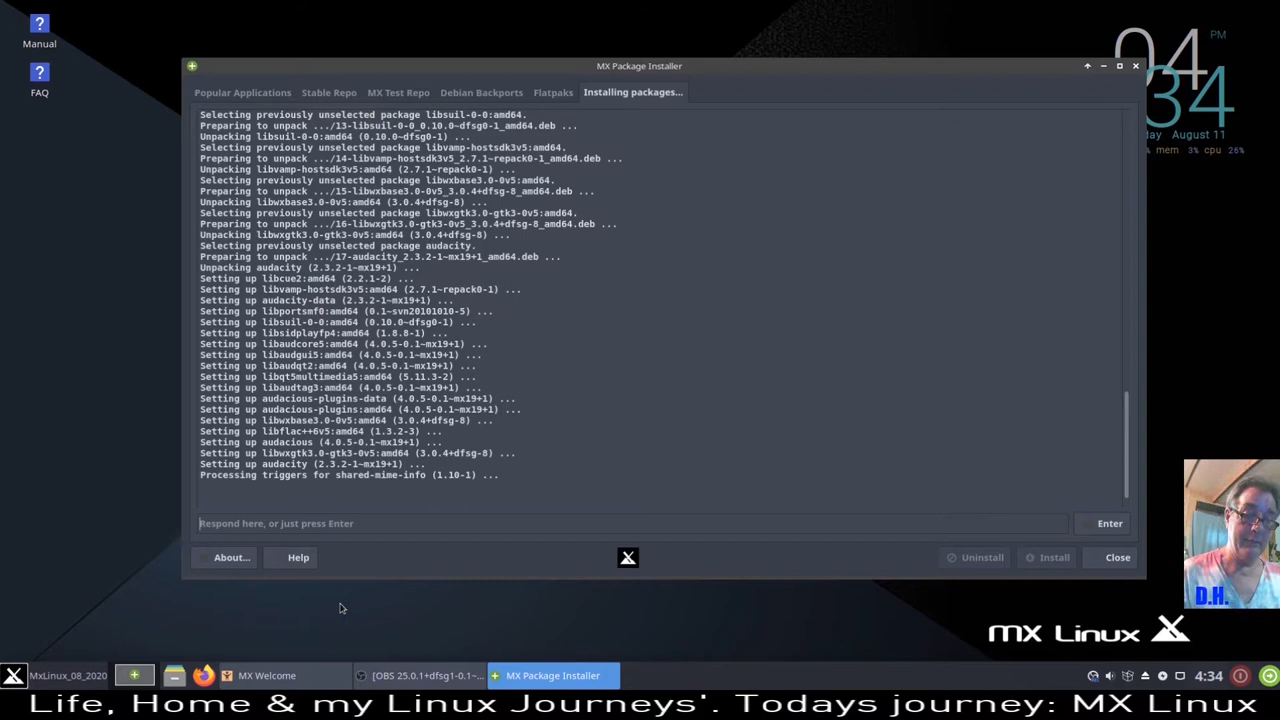 Manual
FAQ
04 PM
34
ay August 11
% mem 3% cpu 26%
MX Package Installer
Popular Applications Stable Repo MX Test Repo Debian Backports Flatpaks Installing packages...
Selecting previously unselected package libsuil-0-0:amd64.
Preparing to unpack .../13-libsuil-0-0_0.10.0~dfsg0-1_amd64.deb ...
Unpacking libsuil-0-0:amd64 (0.10.0~dfsg0-1) ...
Selecting previously unselected package libvamp-hostsdk3v5:amd64.
Preparing to unpack .../14-libvamp-hostsdk3v5_2.7.1~repack0-1_amd64.deb ...
Unpacking libvamp-hostsdk3v5:amd64 (2.7.1~repack0-1) ...
Selecting previously unselected package libwxbase3.0-0v5:amd64.
Preparing to unpack .../15-libwxbase3.0-0v5_3.0.4+dfsg-8_amd64.deb ...
Unpacking libwxbase3.0-0v5:amd64 (3.0.4+dfsg-8) ...
Selecting previously unselected package libwxgtk3.0-gtk3-0v5:amd64.
Preparing to unpack .../16-libwxgtk3.0-gtk3-0v5_3.0.4+dfsg-8_amd64.deb ...
Unpacking libwxgtk3.0-gtk3-0v5:amd64 (3.0.4+dfsg-8) ...
Selecting previously unselected package audacity.
Preparing to unpack .../17-audacity_2.3.2-1~mx19+1_amd64.deb ...
Unpacking audacity (2.3.2-1~mx19+1) ...
Setting up libcue2:amd64 (2.2.1-2) ...
Setting up libvamp-hostsdk3v5:amd64 (2.7.1~repack0-1) ...
Setting up audacity-data (2.3.2-1~mx19+1) ...
Setting up libportsmf0:amd64 (0.1~svn20101010-5) ...
Setting up libsuil-0-0:amd64 (0.10.0~dfsg0-1) ...
Setting up libsidplayfp4:amd64 (1.8.8-1) ...
Setting up libaudcore5:amd64 (4.0.5-0.1~mx19+1) ...
Setting up libaudgui5:amd64 (4.0.5-0.1~mx19+1) ...
Setting up libaudqt2:amd64 (4.0.5-0.1~mx19+1) ...
Setting up libqt5multimedia5:amd64 (5.11.3-2) ...
Setting up libaudtag3:amd64 (4.0.5-0.1~mx19+1) ...
Setting up audacious-plugins-data (4.0.5-0.1~mx19+1) ...
Setting up audacious-plugins:amd64 (4.0.5-0.1~mx19+1) ...
Setting up libwxbase3.0-0v5:amd64 (3.0.4+dfsg-8) ...
Setting up libflac++6v5:amd64 (1.3.2-3) ...
Setting up audacious (4.0.5-0.1~mx19+1) ...
Setting up libwxgtk3.0-gtk3-0v5:amd64 (3.0.4+dfsg-8) ...
Setting up audacity (2.3.2-1~mx19+1) ...
Processing triggers for shared-mime-info (1.10-1) ...
Respond here, or just press Enter
Enter
About... Help Uninstall Install Close
D.H.
MX Linux
MxLinux_08_2020 MX Welcome [OBS 25.0.1+dfsg1-0.1~... MX Package Installer 4:34
Life, Home & my Linux Journeys'. Todays journey: MX Linux